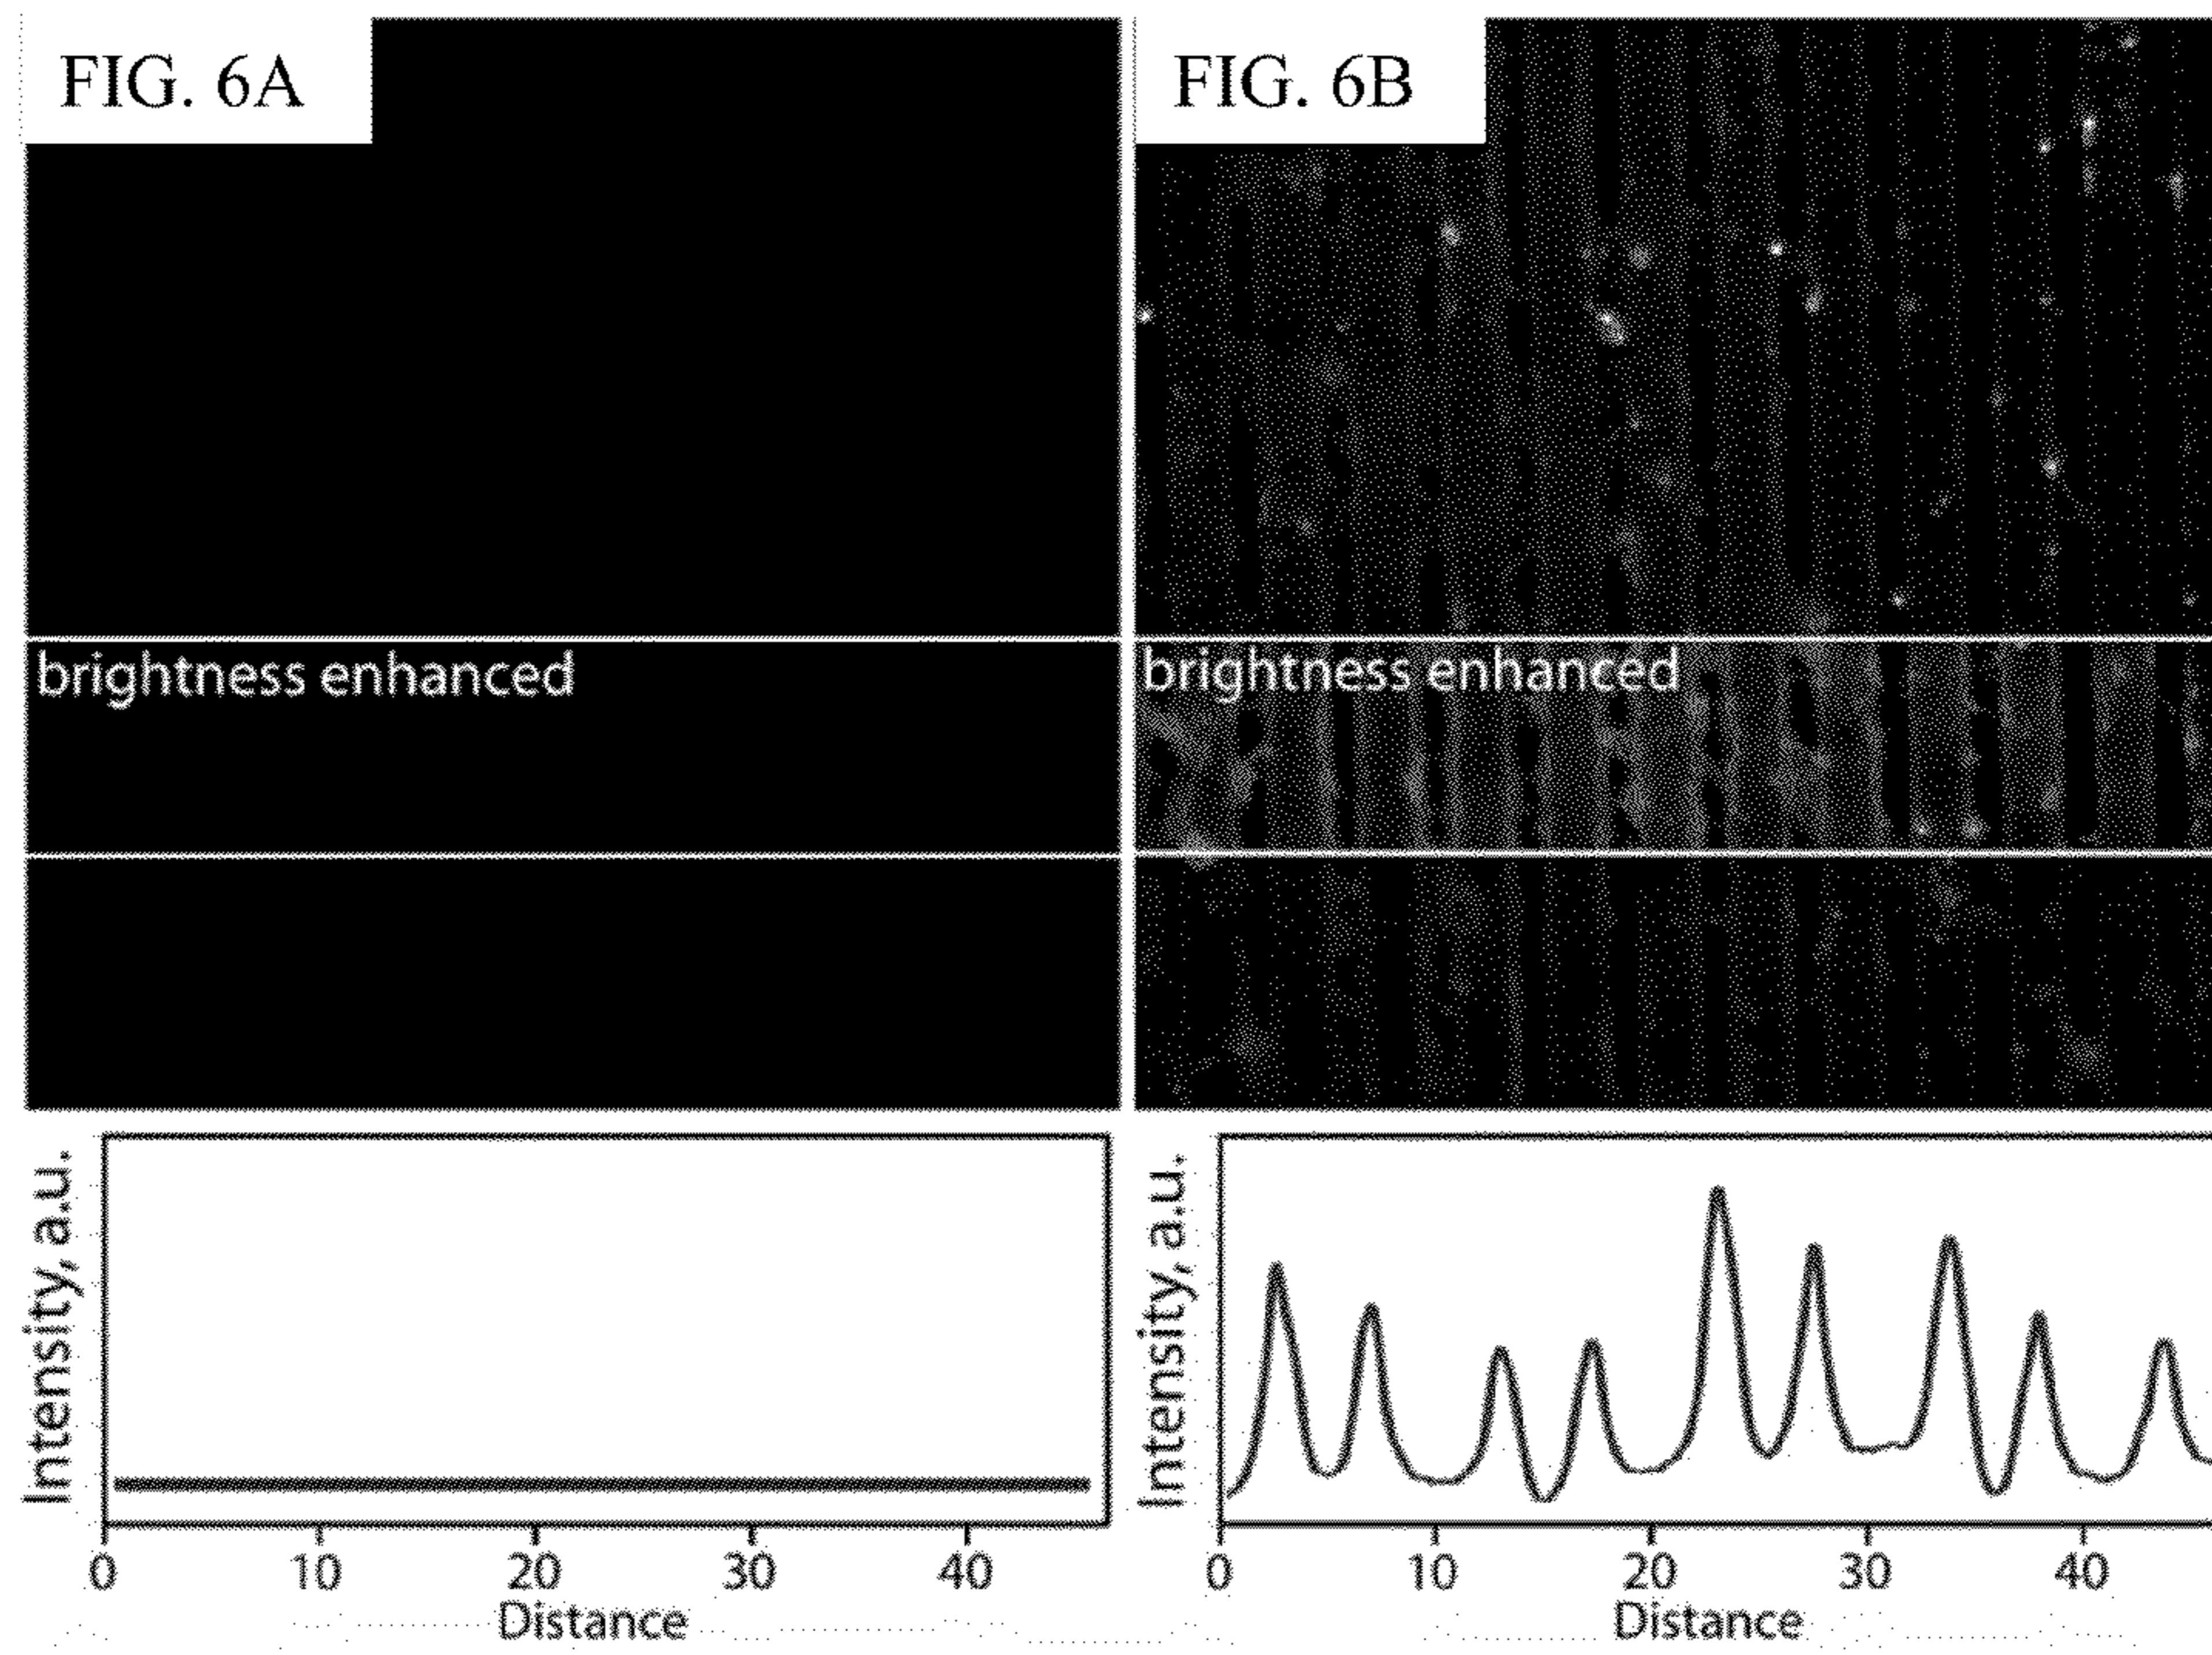 FIG. 6A
FIG. 6B
brightness enhanced
brightness enhanced
Intensity, a.u.
0 10 20 30 40
Distance
Intensity, a.u.
0 10 20 30 40
Distance